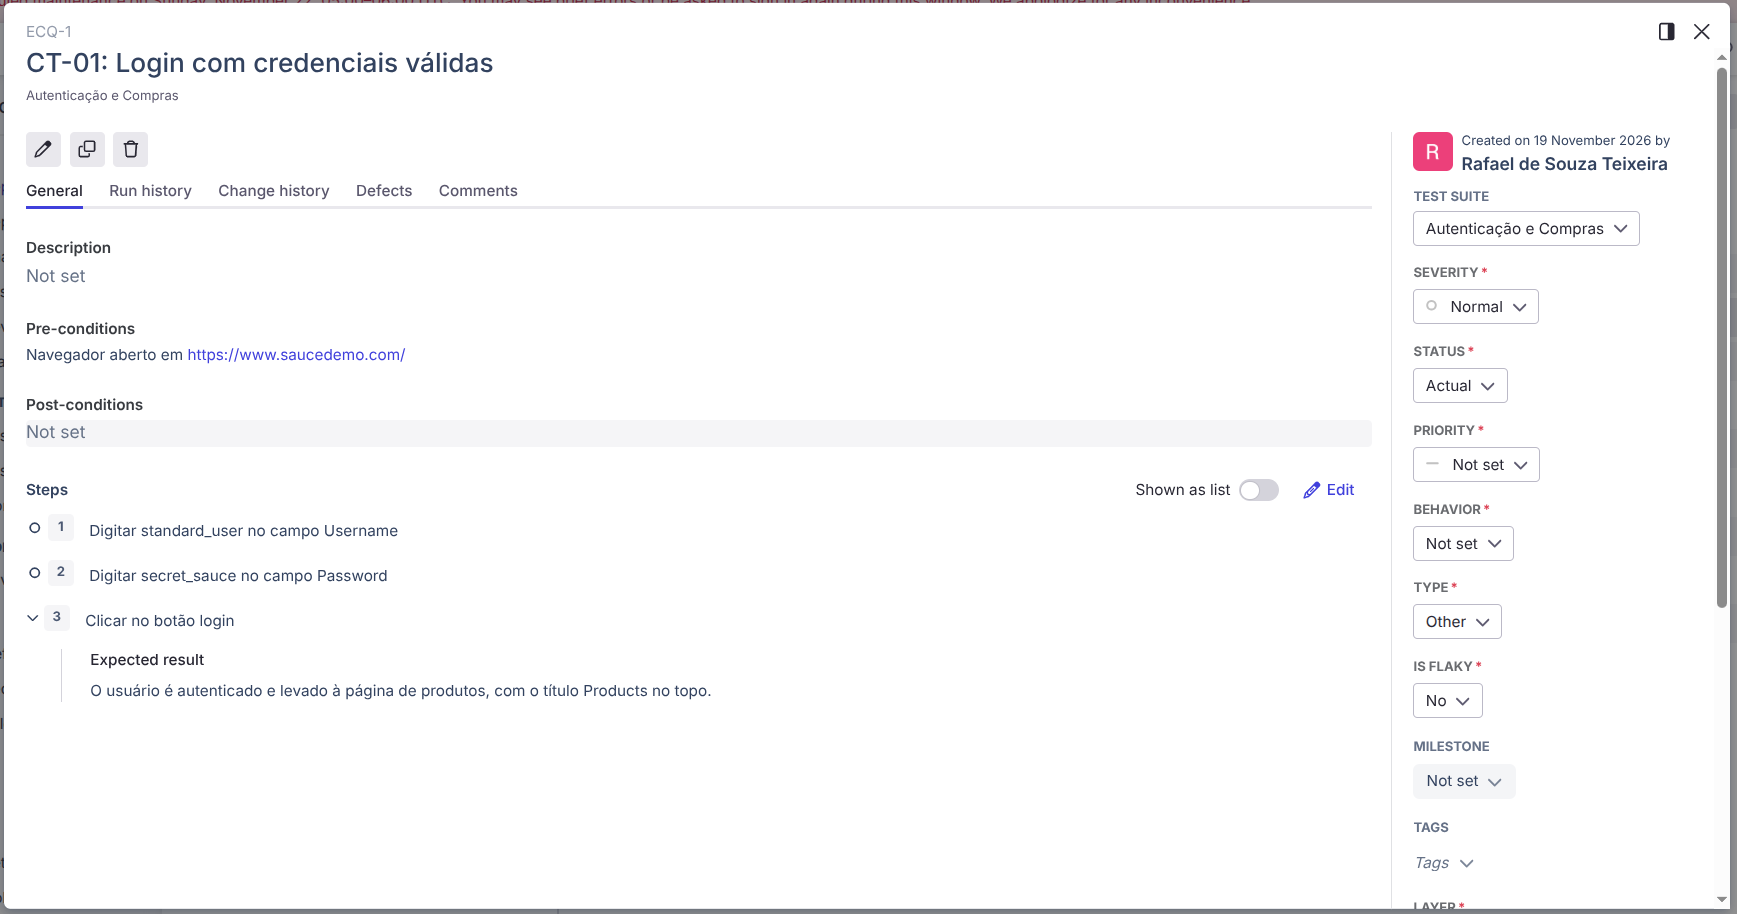 ECQ-1
CT-01: Login com credenciais válidas
Autenticação e Compras
General Run history Change history Defects Comments
Description
Not set
Pre-conditions
Navegador aberto em https://www.saucedemo.com/
Post-conditions
Not set
Steps
Shown as list Edit
1 Digitar standard_user no campo Username
2 Digitar secret_sauce no campo Password
3 Clicar no botão login
Expected result
O usuário é autenticado e levado à página de produtos, com o título Products no topo.
R
Created on 19 November 2026 by
Rafael de Souza Teixeira
TEST SUITE
Autenticação e Compras
SEVERITY*
Normal
STATUS*
Actual
PRIORITY*
Not set
BEHAVIOR*
Not set
TYPE*
Other
IS FLAKY*
No
MILESTONE
Not set
TAGS
Tags
LAYER*